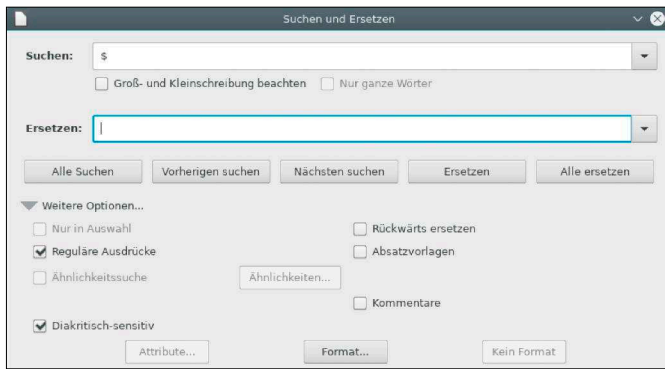 Suchen und Ersetzen
Suchen: $
Groß- und Kleinschreibung beachten Nur ganze Wörter
Ersetzen:
Alle Suchen Vorherigen suchen Nächsten suchen Ersetzen Alle ersetzen
Weitere Optionen...
Nur in Auswahl Rückwärts ersetzen
Reguläre Ausdrücke Absatzvorlagen
Ähnlichkeitssuche Ähnlichkeiten...
Kommentare
Diakritisch-sensitiv
Attribute... Format... Kein Format